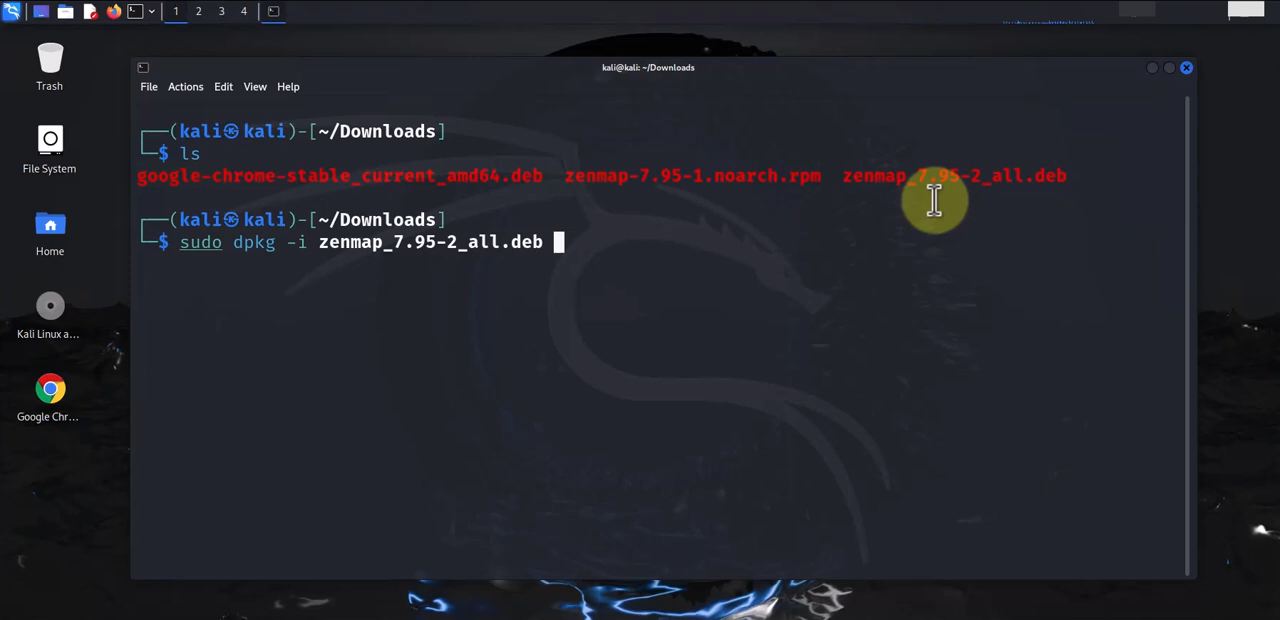 1 2 3 4
Trash
File System
Home
Kali Linux a...
Google Chr...
kali@kali: ~/Downloads
File Actions Edit View Help
┌──(kali㉿kali)-[~/Downloads]
└─$ ls
google-chrome-stable_current_amd64.deb zenmap-7.95-1.noarch.rpm zenmap_7.95-2_all.deb
┌──(kali㉿kali)-[~/Downloads]
└─$ sudo dpkg -i zenmap_7.95-2_all.deb